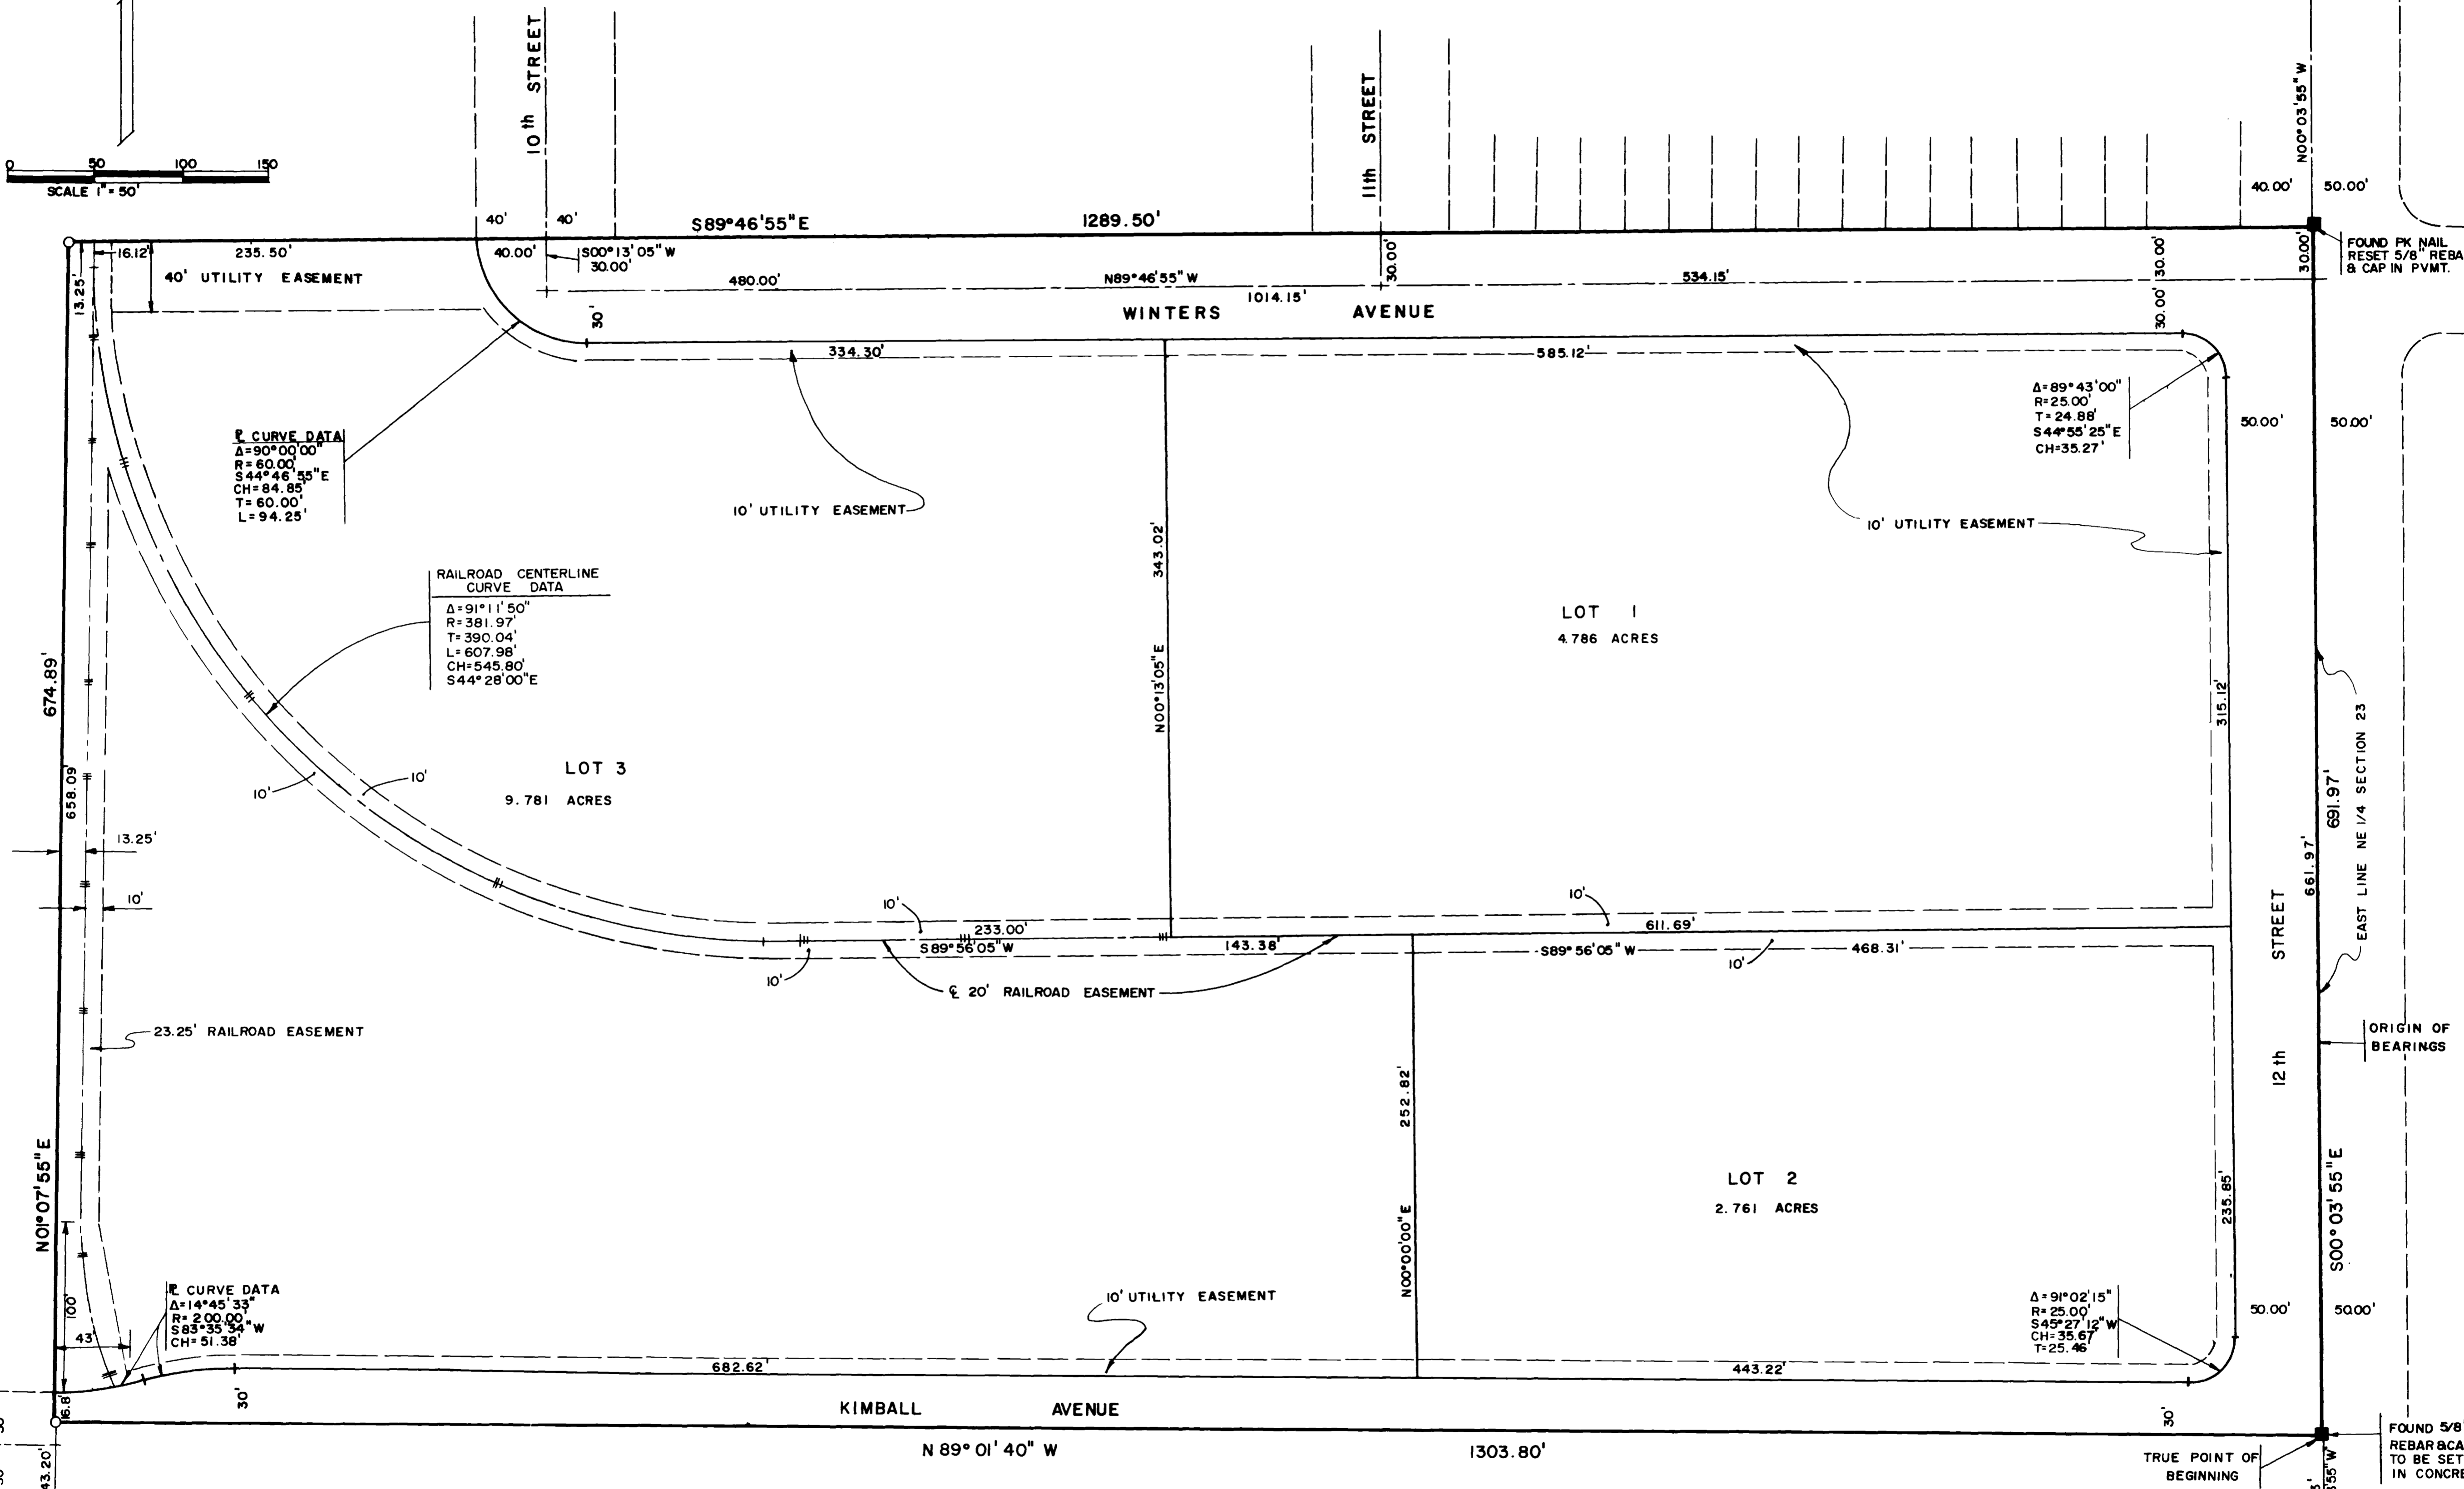 0 50 100 150
SCALE 1" = 50'
10th STREET
11th STREET
N00°03'55"W
40.00' 50.00'
40' 40'
S89°46'55"E 1289.50'
16.12' 235.50'
40.00'
S00°13'05"W
30.00'
13.25'
40' UTILITY EASEMENT
480.00' N89°46'55"W 534.15'
1014.15'
30.00'
30.00'
30.00'
30.00'
FOUND PK NAIL
RESET 5/8" REBA
& CAP IN PVMT.
WINTERS AVENUE
30'
334.30' 585.12'
℄ CURVE DATA
Δ=90°00'00"
R=60.00'
S44°46'55"E
CH=84.85'
T=60.00'
L=94.25'
Δ=89°43'00"
R=25.00'
T=24.88'
S44°55'25"E
CH=35.27'
50.00' 50.00'
10' UTILITY EASEMENT
10' UTILITY EASEMENT
RAILROAD CENTERLINE
CURVE DATA
Δ=91°11'50"
R=381.97'
T=390.04'
L=607.98'
CH=545.80'
S44°28'00"E
343.02'
N00°13'05"E
LOT 1
4.786 ACRES
674.89'
658.09'
315.12'
LOT 3
9.781 ACRES
10'
10'
13.25'
10'
691.97'
661.97'
EAST LINE NE 1/4 SECTION 23
10'
10'
233.00'
S89°56'05"W
143.38'
611.69'
S89°56'05"W 468.31'
10'
10'
℄ 20' RAILROAD EASEMENT
12th STREET
23.25' RAILROAD EASEMENT
ORIGIN OF
BEARINGS
252.82'
N00°00'00"E
LOT 2
2.761 ACRES
N01°07'55"E
235.85'
S00°03'55"E
100'
43'
℄ CURVE DATA
Δ=14°45'33"
R=200.00'
S83°35'34"W
CH=51.38'
10' UTILITY EASEMENT
Δ=91°02'15"
R=25.00'
S45°27'12"W
CH=35.67'
T=25.46'
50.00' 50.00'
682.62' 443.22'
16.8'
30'
30'
KIMBALL AVENUE
N 89°01'40" W 1303.80'
43.20'
TRUE POINT OF
BEGINNING
FOUND 5/8
REBAR & CA
TO BE SET
IN CONCRE
55"W